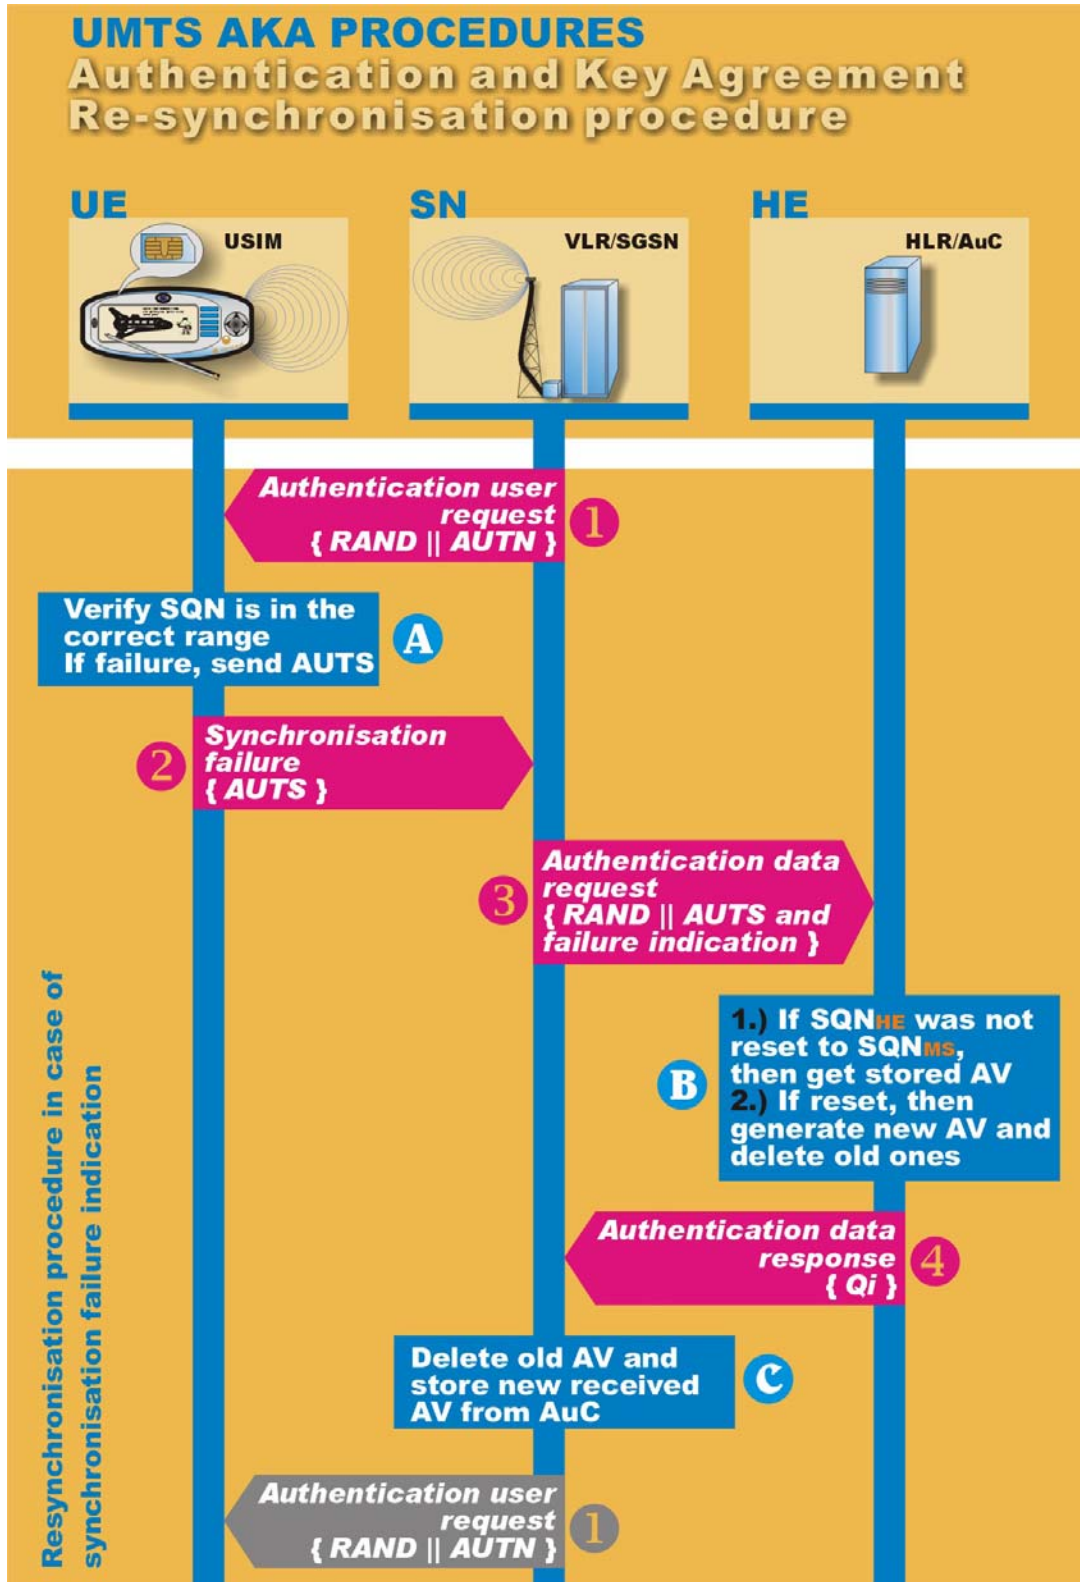 UMTS AKA PROCEDURES
Authentication and Key Agreement
Re-synchronisation procedure
UE
SN
HE
USIM
VLR/SGSN
HLR/AuC
Authentication user
request
{ RAND || AUTN }
1
Verify SQN is in the
correct range
If failure, send AUTS
A
2
Synchronisation
failure
{ AUTS }
3
Authentication data
request
{ RAND || AUTS and
failure indication }
1.) If SQNHE was not
reset to SQNMS,
then get stored AV
2.) If reset, then
generate new AV and
delete old ones
B
Authentication data
response
{ Qi }
4
Delete old AV and
store new received
AV from AuC
C
Authentication user
request
{ RAND || AUTN }
1
Resynchronisation procedure in case of
synchronisation failure indication